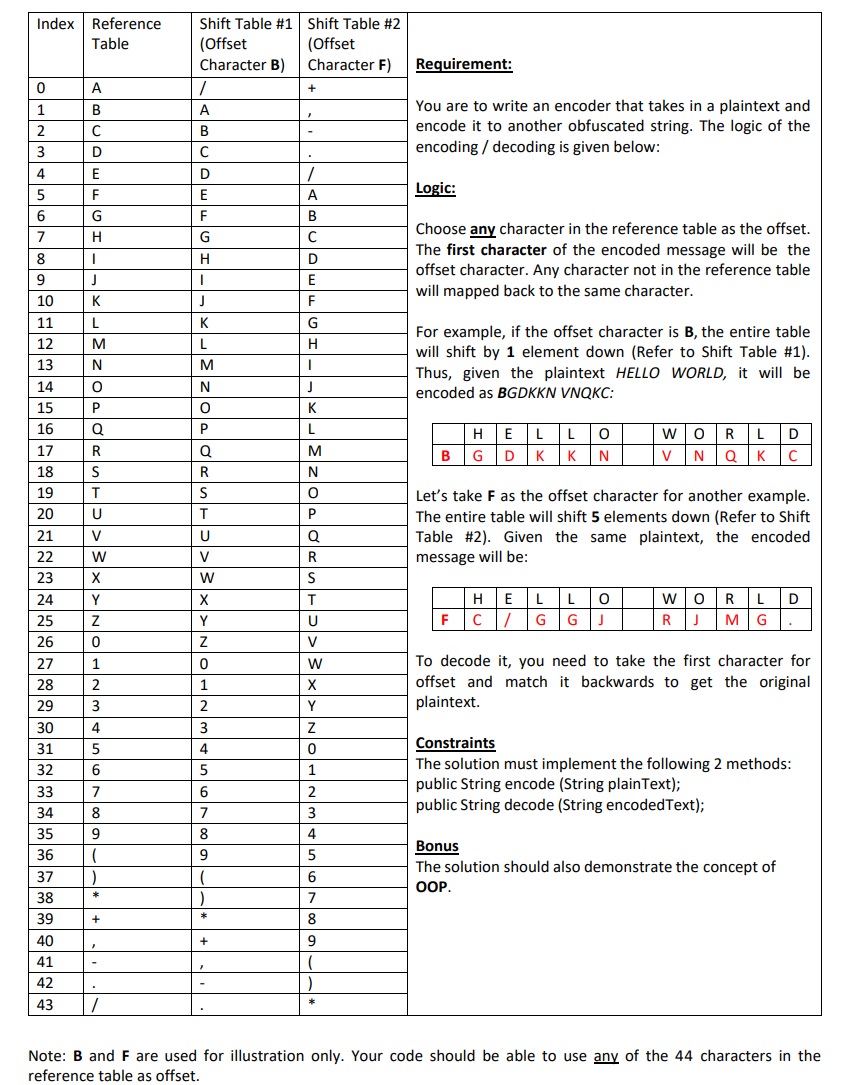 Index Reference Table Shift Table #1 (Offset Character B) Shift Table #2 (Offset Character F)
0 A / +
1 B A ,
2 C B -
3 D C .
4 E D /
5 F E A
6 G F B
7 H G C
8 I H D
9 J I E
10 K J F
11 L K G
12 M L H
13 N M I
14 O N J
15 P O K
16 Q P L
17 R Q M
18 S R N
19 T S O
20 U T P
21 V U Q
22 W V R
23 X W S
24 Y X T
25 Z Y U
26 0 Z V
27 1 0 W
28 2 1 X
29 3 2 Y
30 4 3 Z
31 5 4 0
32 6 5 1
33 7 6 2
34 8 7 3
35 9 8 4
36 ( 9 5
37 ) ( 6
38 * ) 7
39 + * 8
40 , + 9
41 - , (
42 . - )
43 / . *
Requirement:
You are to write an encoder that takes in a plaintext and
encode it to another obfuscated string. The logic of the
encoding / decoding is given below:
Logic:
Choose any character in the reference table as the offset.
The first character of the encoded message will be the
offset character. Any character not in the reference table
will mapped back to the same character.
For example, if the offset character is B, the entire table
will shift by 1 element down (Refer to Shift Table #1).
Thus, given the plaintext HELLO WORLD, it will be
encoded as BGDKKN VNQKC:
H E L L O W O R L D
B G D K K N V N Q K C
Let’s take F as the offset character for another example.
The entire table will shift 5 elements down (Refer to Shift
Table #2). Given the same plaintext, the encoded
message will be:
H E L L O W O R L D
F C / G G J R J M G .
To decode it, you need to take the first character for
offset and match it backwards to get the original
plaintext.
Constraints
The solution must implement the following 2 methods:
public String encode (String plainText);
public String decode (String encodedText);
Bonus
The solution should also demonstrate the concept of
OOP.
Note: B and F are used for illustration only. Your code should be able to use any of the 44 characters in the
reference table as offset.